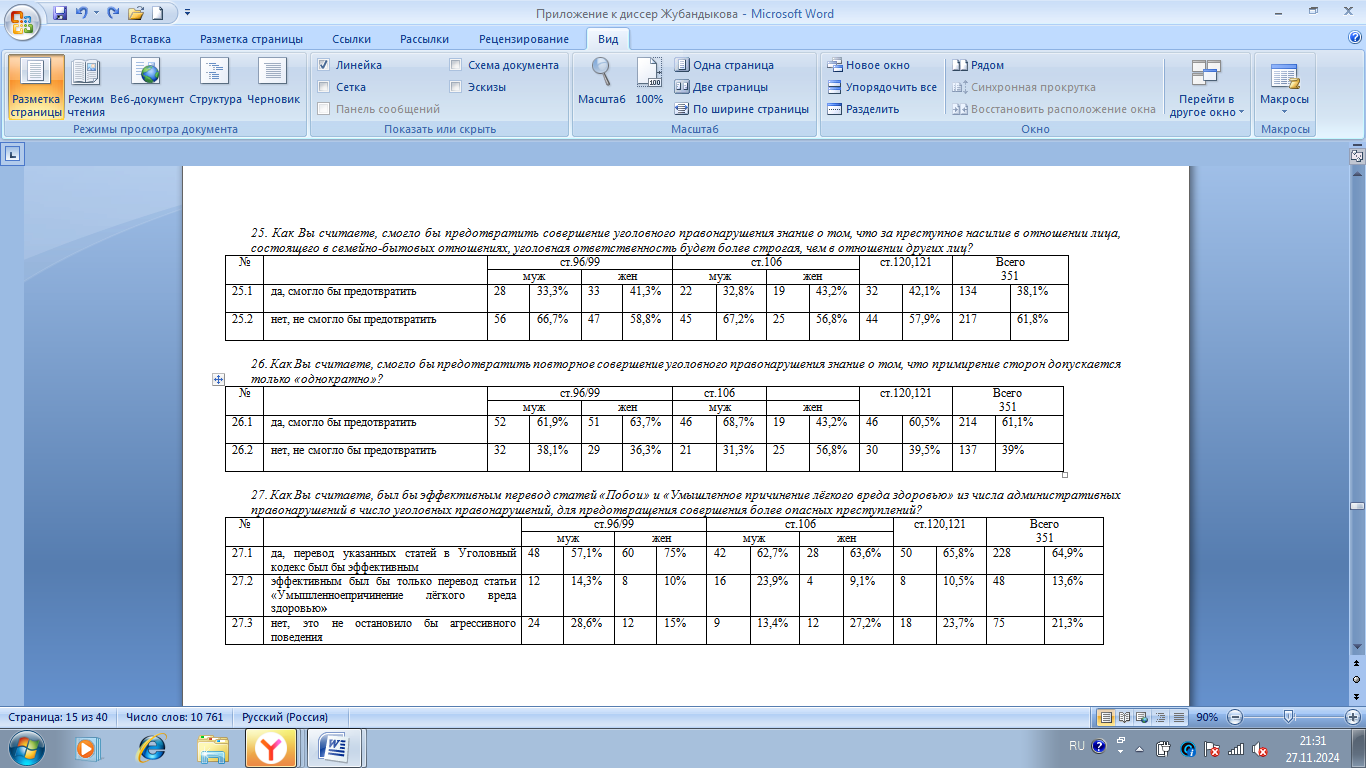 Приложение к диссер Жубандыкова - Microsoft Word
Главная Вставка Разметка страницы Ссылки Рассылки Рецензирование Вид
Разметка страницы
Режим чтения
Веб-документ
Структура
Черновик
Режимы просмотра документа
Линейка
Сетка
Панель сообщений
Схема документа
Эскизы
Показать или скрыть
Масштаб
100
100%
Одна страница
Две страницы
По ширине страницы
Масштаб
Новое окно
Упорядочить все
Разделить
Рядом
Синхронная прокрутка
Восстановить расположение окна
Перейти в другое окно
Окно
Макросы
Макросы
25. Как Вы считаете, смогло бы предотвратить совершение уголовного правонарушения знание о том, что за преступное насилие в отношении лица,
состоящего в семейно-бытовых отношениях, уголовная ответственность будет более строгая, чем в отношении других лиц?
№ ст.96/99 ст.106 ст.120,121 Всего
муж жен муж жен 351
25.1 да, смогло бы предотвратить 28 33,3% 33 41,3% 22 32,8% 19 43,2% 32 42,1% 134 38,1%
25.2 нет, не смогло бы предотвратить 56 66,7% 47 58,8% 45 67,2% 25 56,8% 44 57,9% 217 61,8%
26. Как Вы считаете, смогло бы предотвратить повторное совершение уголовного правонарушения знание о том, что примирение сторон допускается
только «однократно»?
№ ст.96/99 ст.106 ст.120,121 Всего
муж жен муж жен 351
26.1 да, смогло бы предотвратить 52 61,9% 51 63,7% 46 68,7% 19 43,2% 46 60,5% 214 61,1%
26.2 нет, не смогло бы предотвратить 32 38,1% 29 36,3% 21 31,3% 25 56,8% 30 39,5% 137 39%
27. Как Вы считаете, был бы эффективным перевод статей «Побои» и «Умышленное причинение лёгкого вреда здоровью» из числа административных
правонарушений в число уголовных правонарушений, для предотвращения совершения более опасных преступлений?
№ ст.96/99 ст.106 ст.120,121 Всего
муж жен муж жен 351
27.1 да, перевод указанных статей в Уголовный 48 57,1% 60 75% 42 62,7% 28 63,6% 50 65,8% 228 64,9%
кодекс был бы эффективным
27.2 эффективным был бы только перевод статьи 12 14,3% 8 10% 16 23,9% 4 9,1% 8 10,5% 48 13,6%
«Умышленноепричинение лёгкого вреда
здоровью»
27.3 нет, это не остановило бы агрессивного 24 28,6% 12 15% 9 13,4% 12 27,2% 18 23,7% 75 21,3%
поведения
Страница: 15 из 40 Число слов: 10 761 Русский (Россия) 90%
RU 21:31
27.11.2024